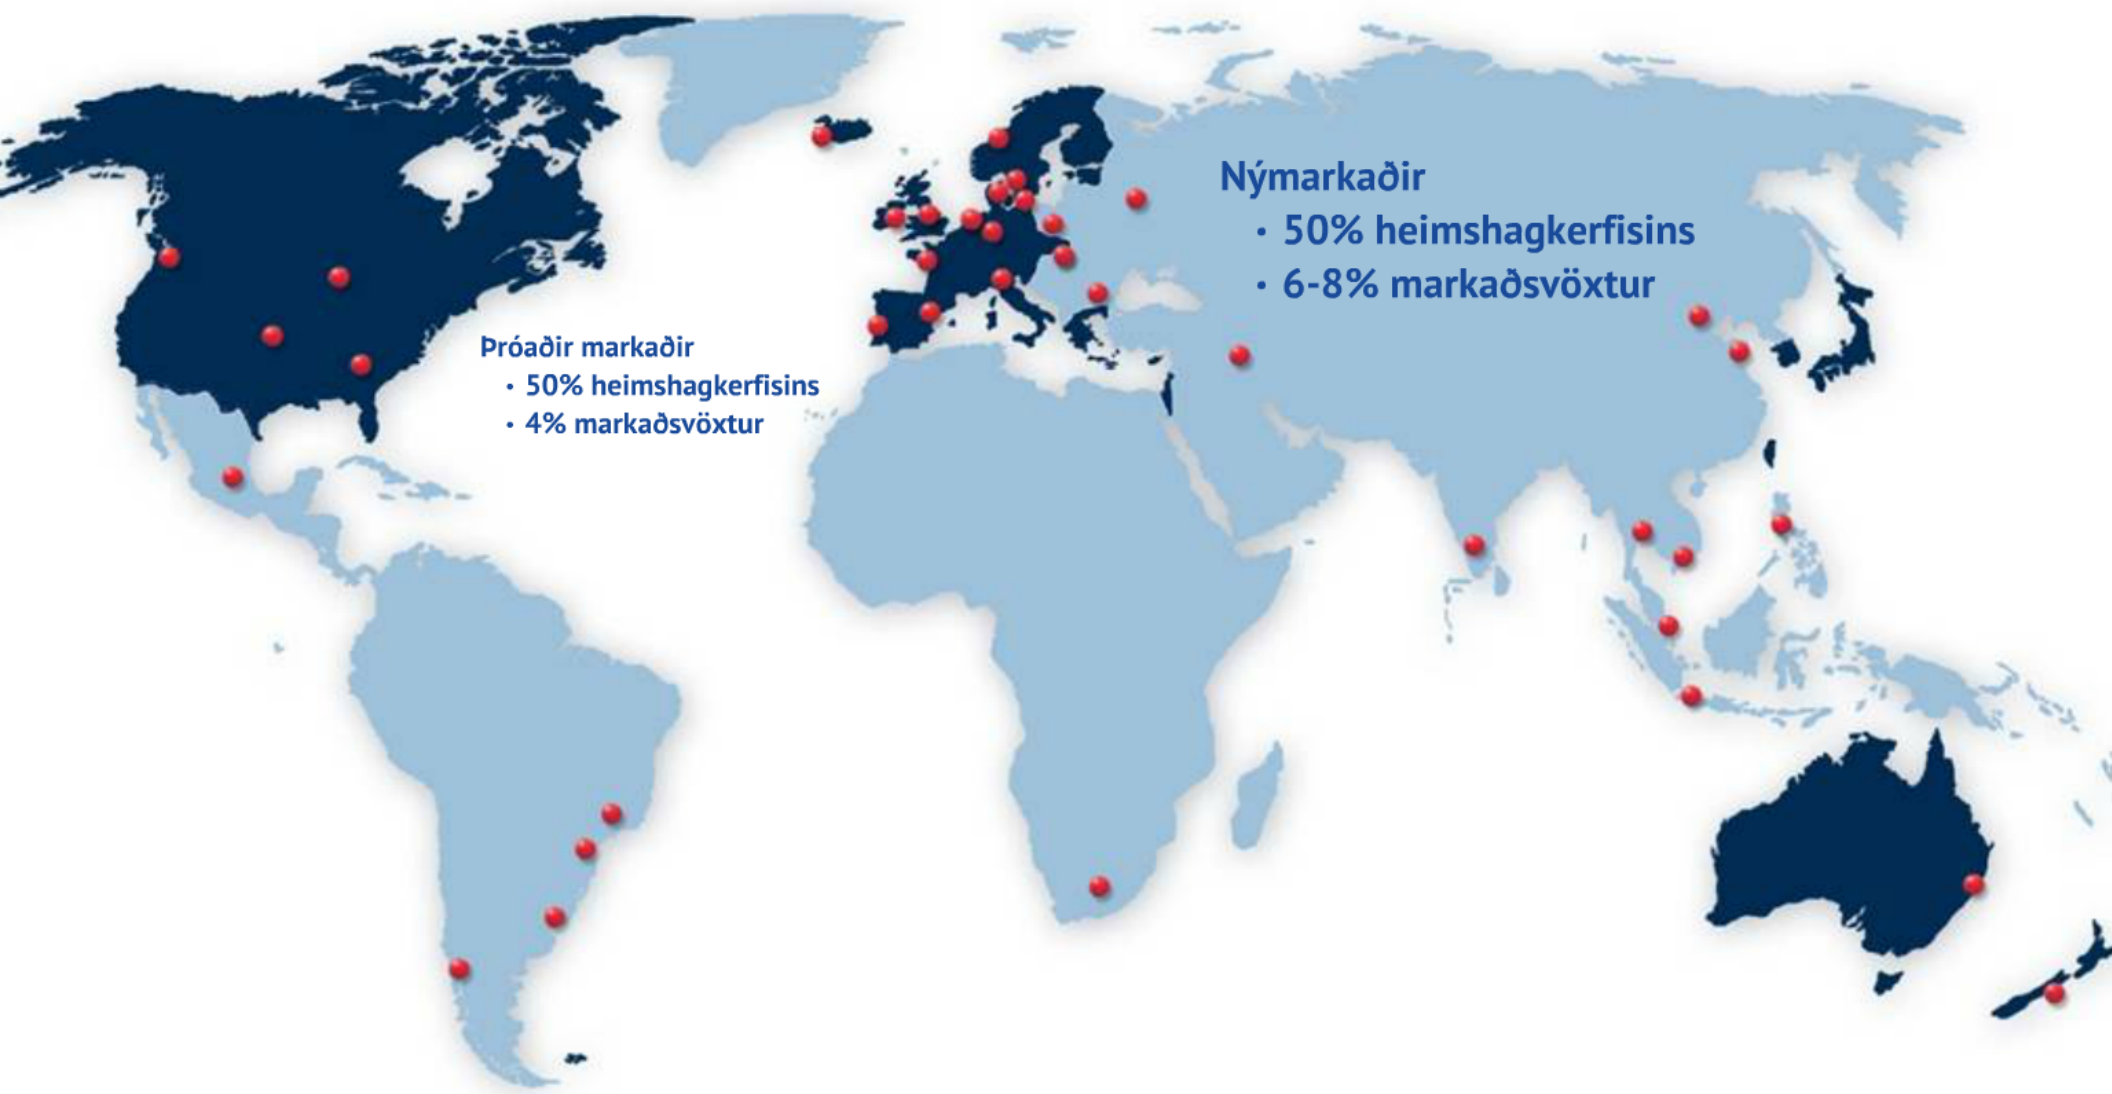 Þróaðir markaðir
• 50% heimshagkerfisins
• 4% markaðsvöxtur
Nýmarkaðir
• 50% heimshagkerfisins
• 6-8% markaðsvöxtur